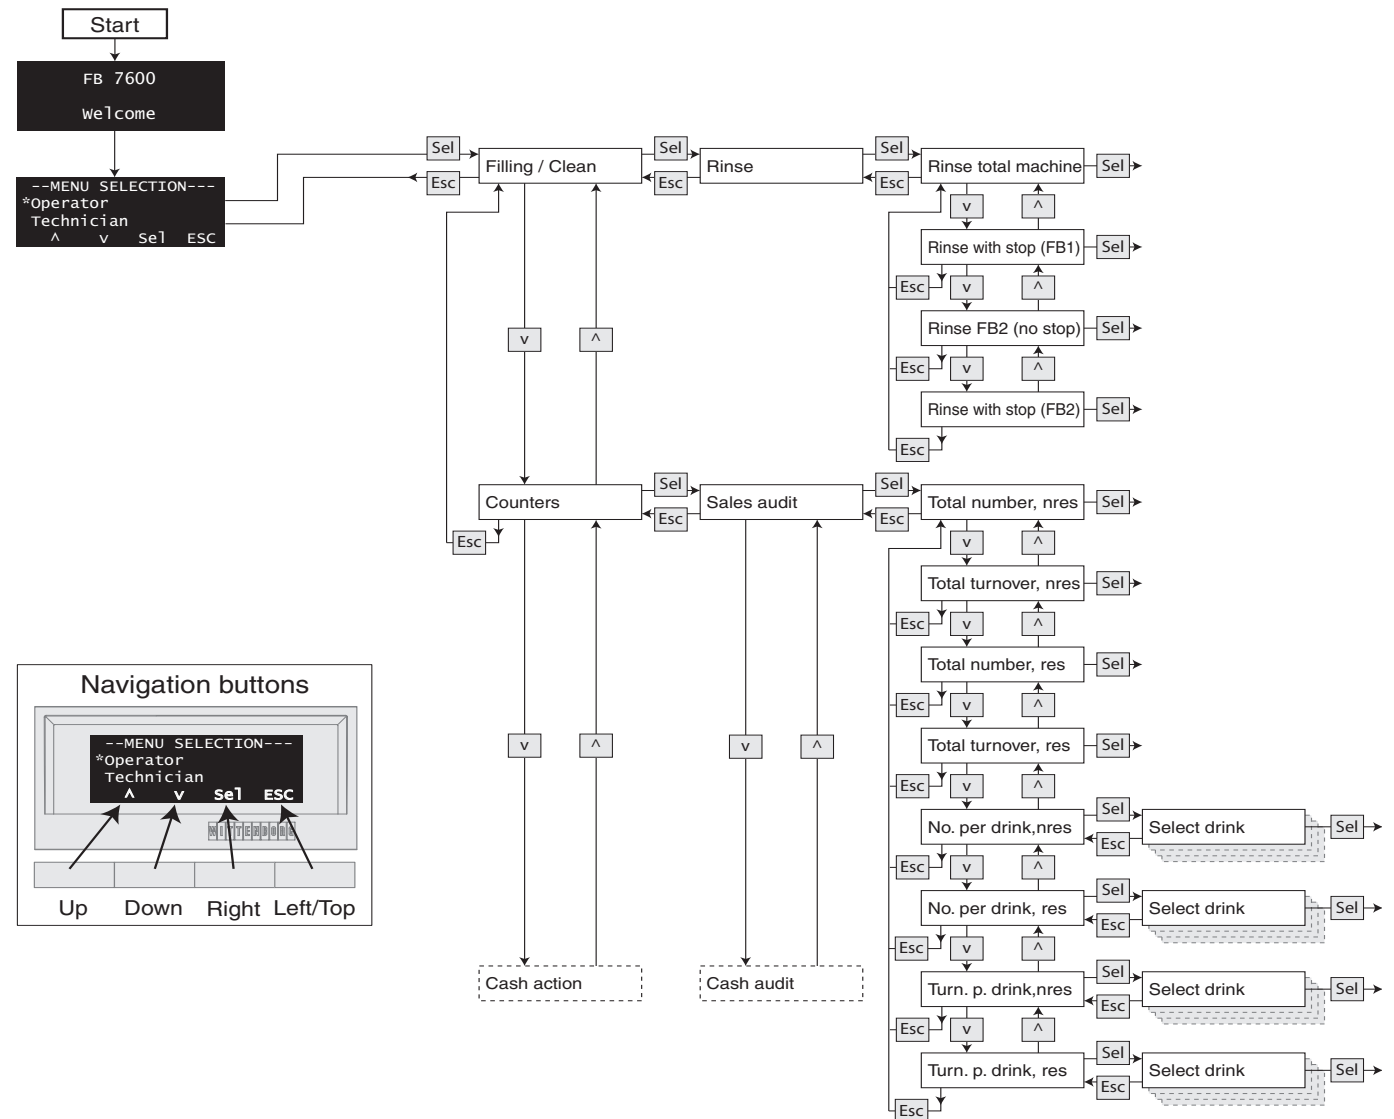 Start
FB 7600
Welcome
--MENU SELECTION---
*Operator
Technician
^ v Sel ESC
Sel
Esc
Filling / Clean
Sel
Esc
Rinse
Sel
Esc
Rinse total machine
Sel
v ^
Rinse with stop (FB1)
Sel
Esc v ^
Rinse FB2 (no stop)
Sel
v ^
Esc v ^
Rinse with stop (FB2)
Sel
Esc
Counters
Sel
Esc
Sales audit
Sel
Esc
Total number, nres
Sel
Esc
v ^
Total turnover, nres
Sel
Esc v ^
Total number, res
Sel
Esc v ^
Total turnover, res
Sel
v ^
v ^
Esc v ^
No. per drink,nres
Sel
Esc
Select drink
Sel
Esc v ^
No. per drink, res
Sel
Esc
Select drink
Sel
Esc v ^
Cash action
Cash audit
Turn. p. drink,nres
Sel
Esc
Select drink
Sel
Esc v ^
Turn. p. drink, res
Sel
Esc
Select drink
Sel
Esc
Navigation buttons
--MENU SELECTION---
*Operator
Technician
^ v Sel ESC
WITTENBORG
Up Down Right Left/Top